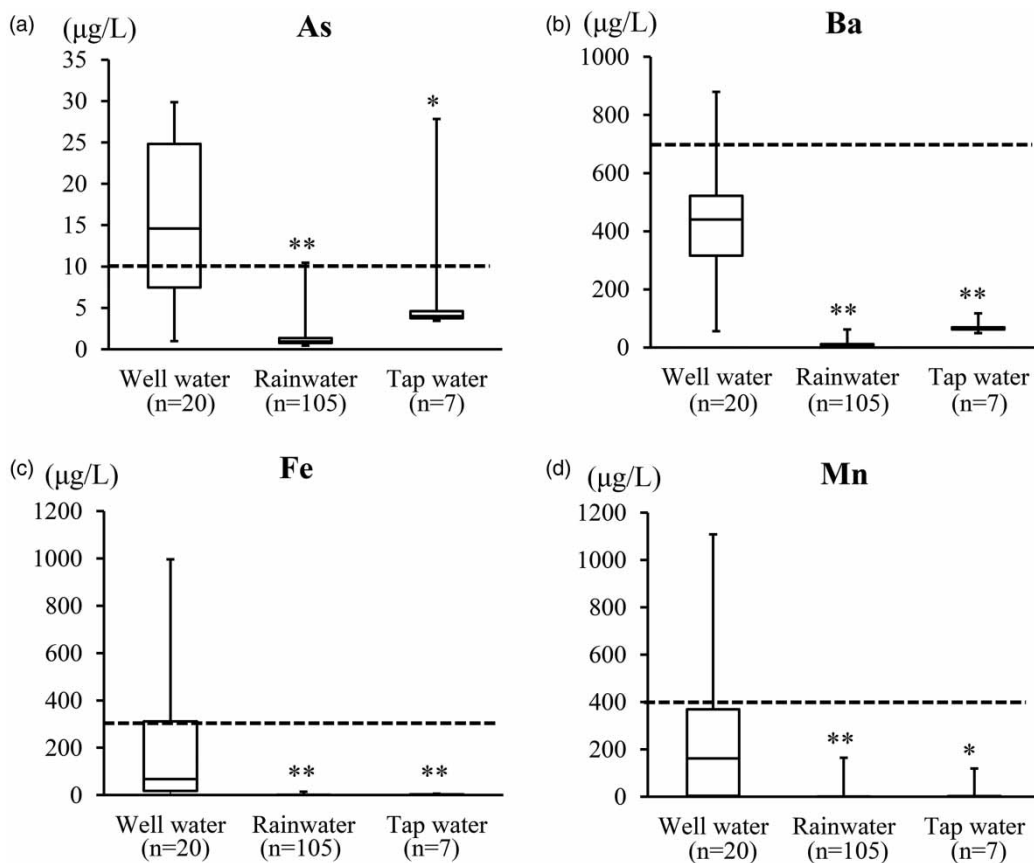 (a) (μg/L) As
35
30
25
20
15
10
5
0
*
**
Well water Rainwater Tap water
(n=20) (n=105) (n=7)
(b) (μg/L) Ba
1000
800
600
400
200
0
**
**
Well water Rainwater Tap water
(n=20) (n=105) (n=7)
(c) (μg/L) Fe
1200
1000
800
600
400
200
0
** **
Well water Rainwater Tap water
(n=20) (n=105) (n=7)
(d) (μg/L) Mn
1200
1000
800
600
400
200
0
**
*
Well water Rainwater Tap water
(n=20) (n=105) (n=7)